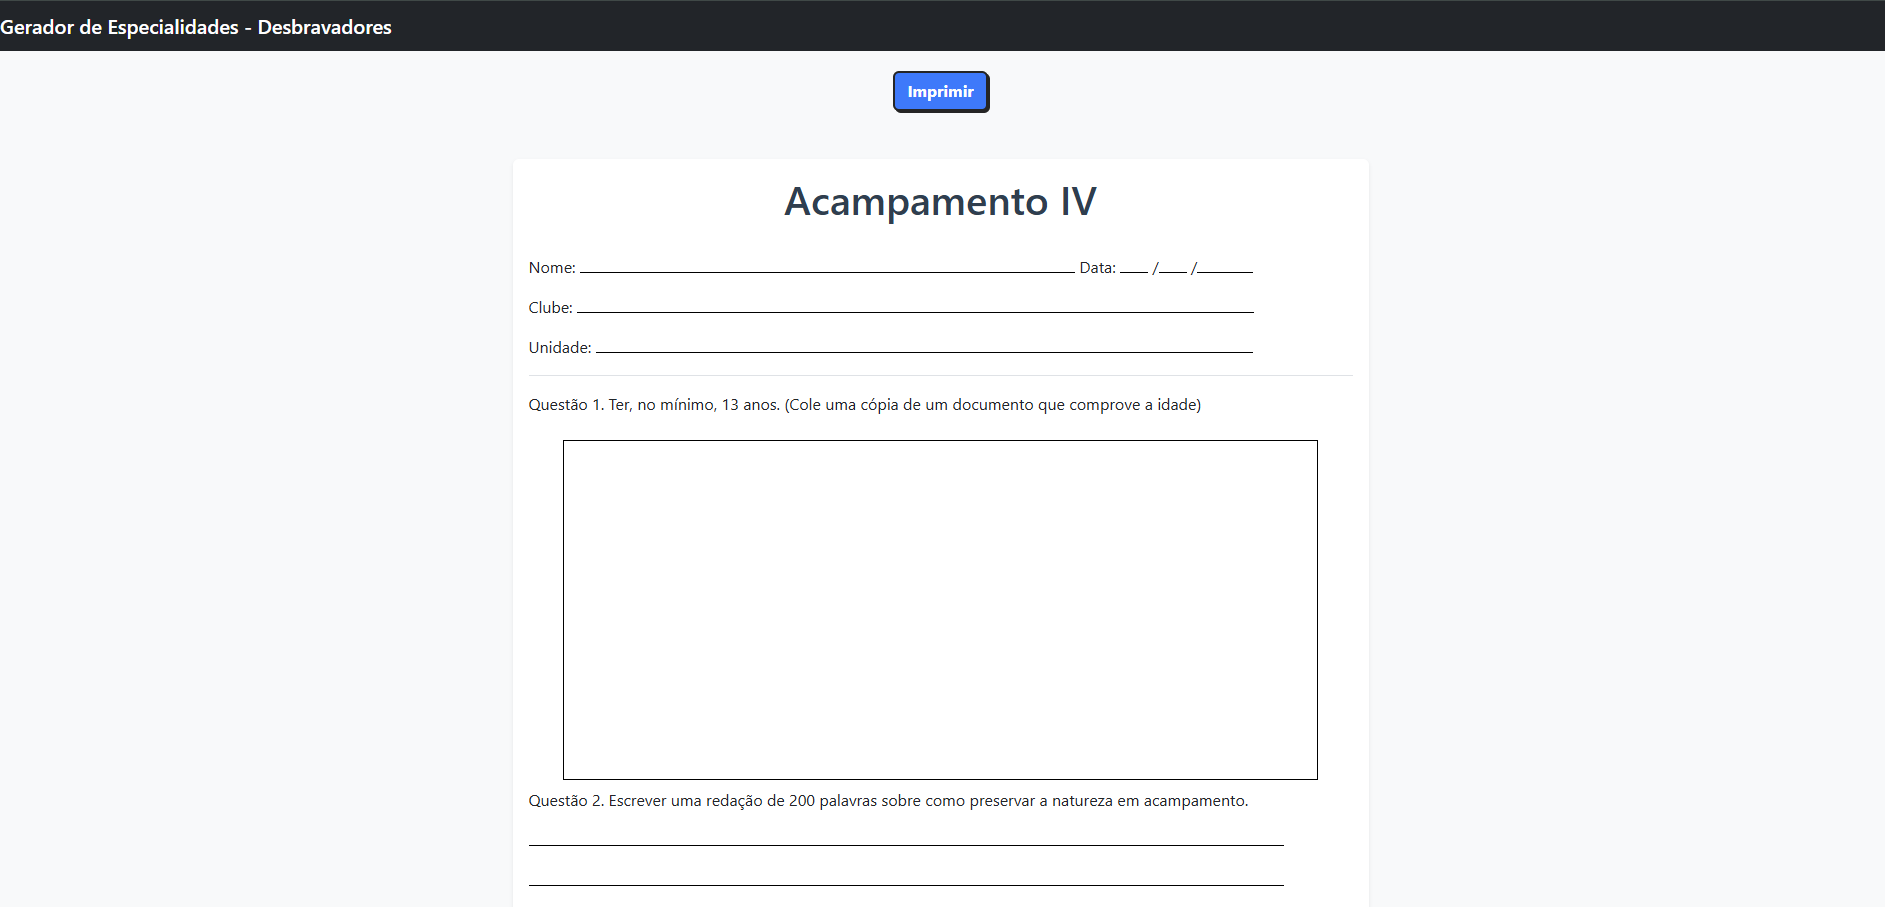 Gerador de Especialidades - Desbravadores
Imprimir
Acampamento IV
Nome: Data: / /
Clube:
Unidade:
Questão 1. Ter, no mínimo, 13 anos. (Cole uma cópia de um documento que comprove a idade)
Questão 2. Escrever uma redação de 200 palavras sobre como preservar a natureza em acampamento.